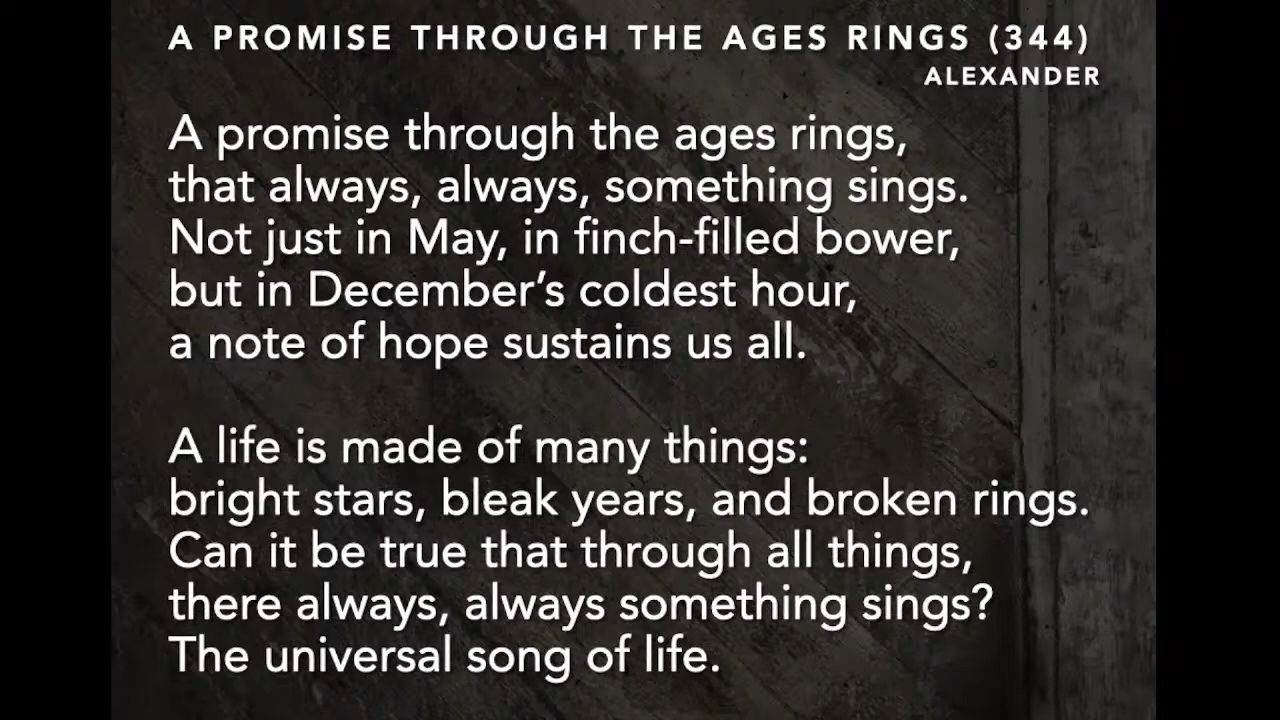 A PROMISE THROUGH THE AGES RINGS (344)
ALEXANDER
A promise through the ages rings,
that always, always, something sings.
Not just in May, in finch-filled bower,
but in December’s coldest hour,
a note of hope sustains us all.
A life is made of many things:
bright stars, bleak years, and broken rings.
Can it be true that through all things,
there always, always something sings?
The universal song of life.